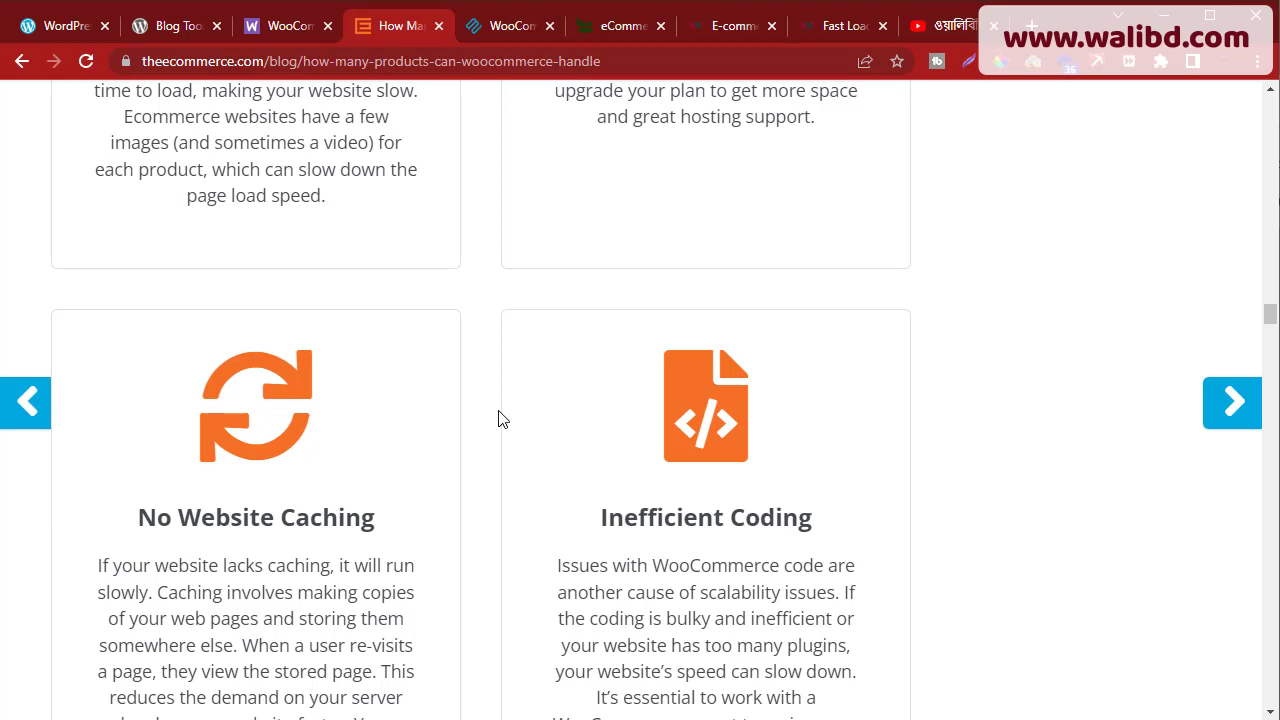 WordPre
Blog Too
WooCom
How Ma
WooCom
eComme
E-comm
Fast Loa
www.walibd.com
theecommerce.com/blog/how-many-products-can-woocommerce-handle
36
time to load, making your website slow.
Ecommerce websites have a few
images (and sometimes a video) for
each product, which can slow down the
page load speed.
upgrade your plan to get more space
and great hosting support.
No Website Caching
If your website lacks caching, it will run
slowly. Caching involves making copies
of your web pages and storing them
somewhere else. When a user re-visits
a page, they view the stored page. This
reduces the demand on your server
Inefficient Coding
Issues with WooCommerce code are
another cause of scalability issues. If
the coding is bulky and inefficient or
your website has too many plugins,
your website's speed can slow down.
It's essential to work with a